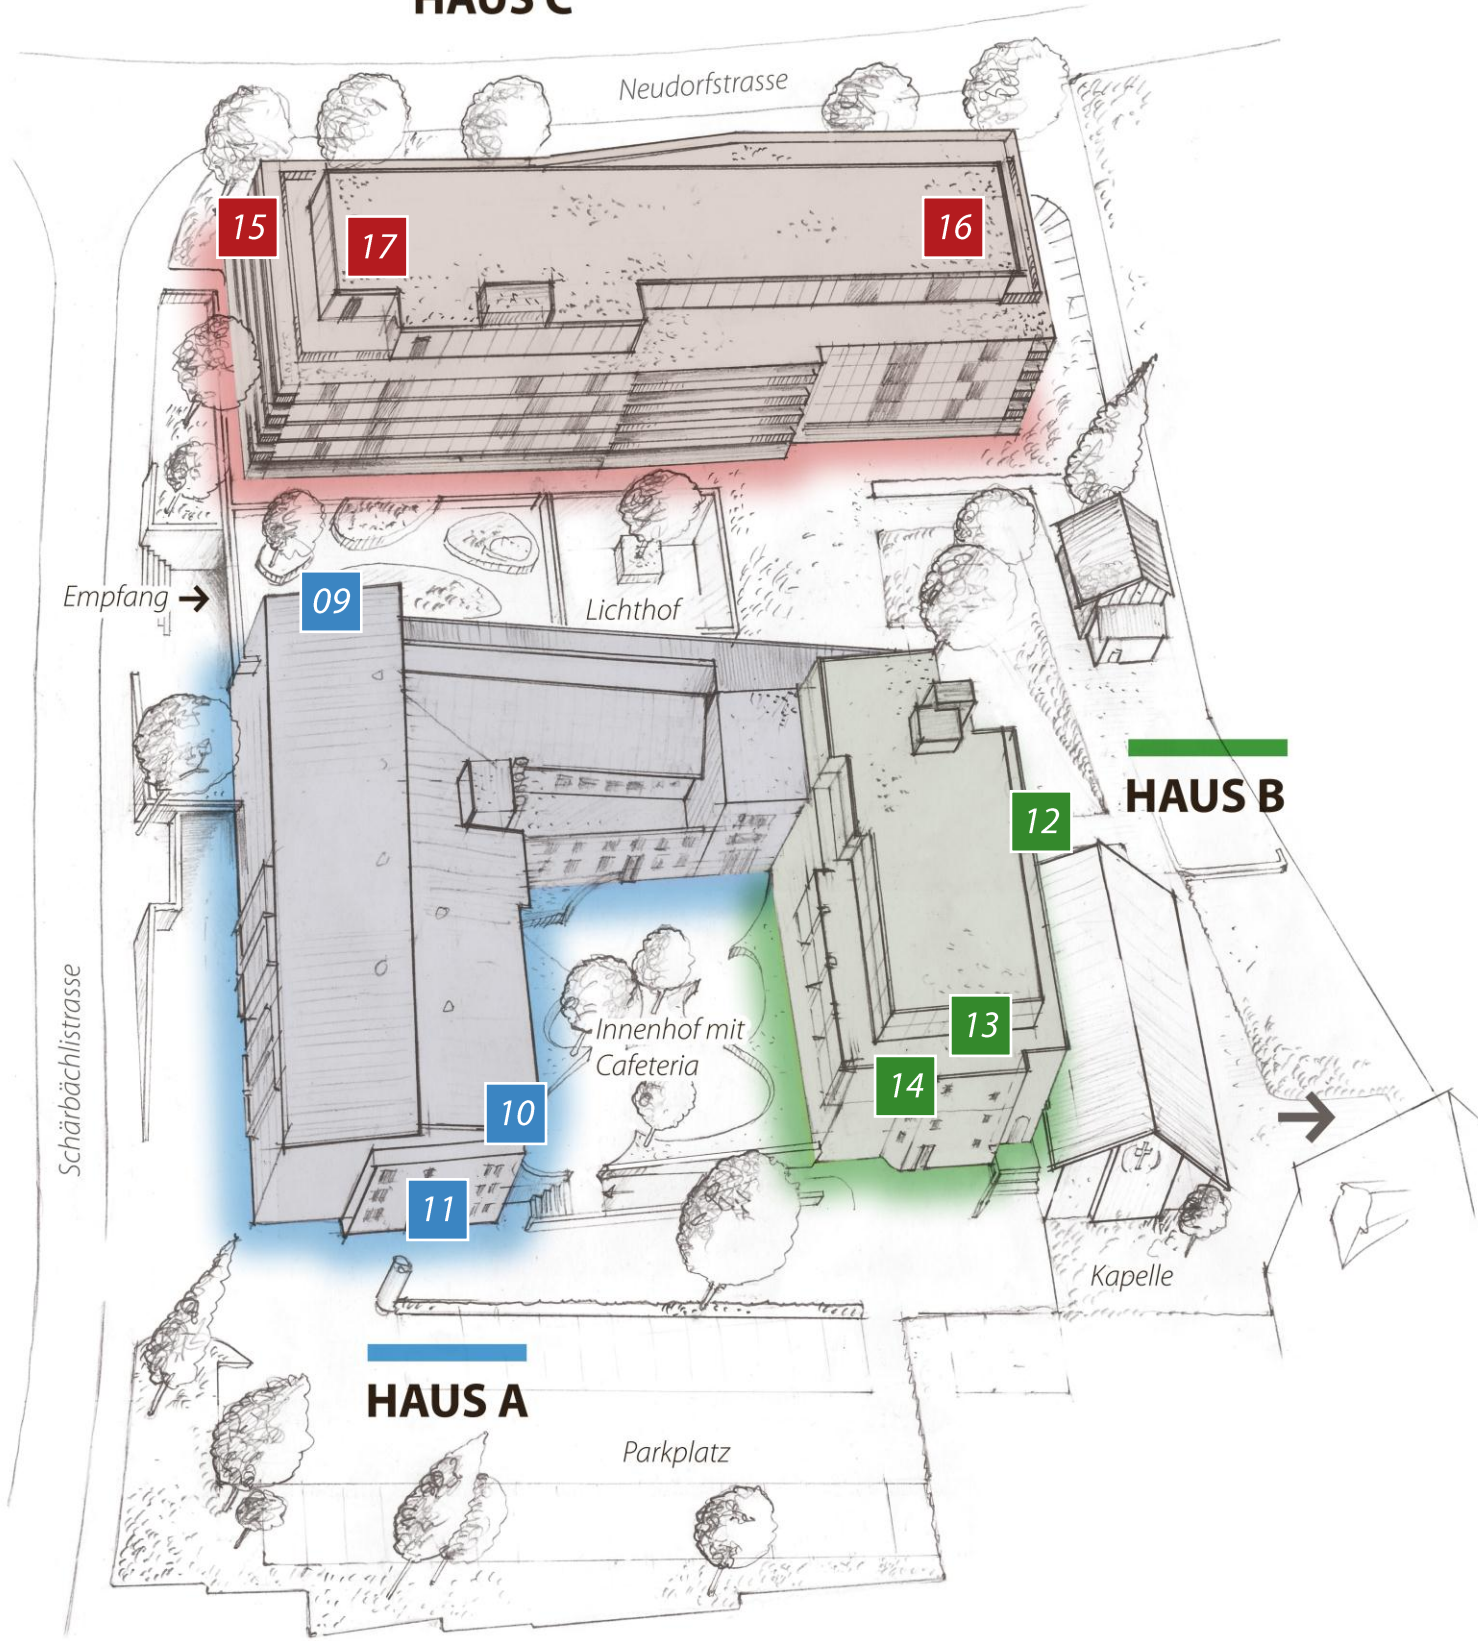 HAUS C
Neudorfstrasse
15
17
16
Empfang
09
Lichthof
HAUS B
12
Schärbächlistrasse
Innenhof mit
Cafeteria
13
14
10
11
Kapelle
HAUS A
Parkplatz